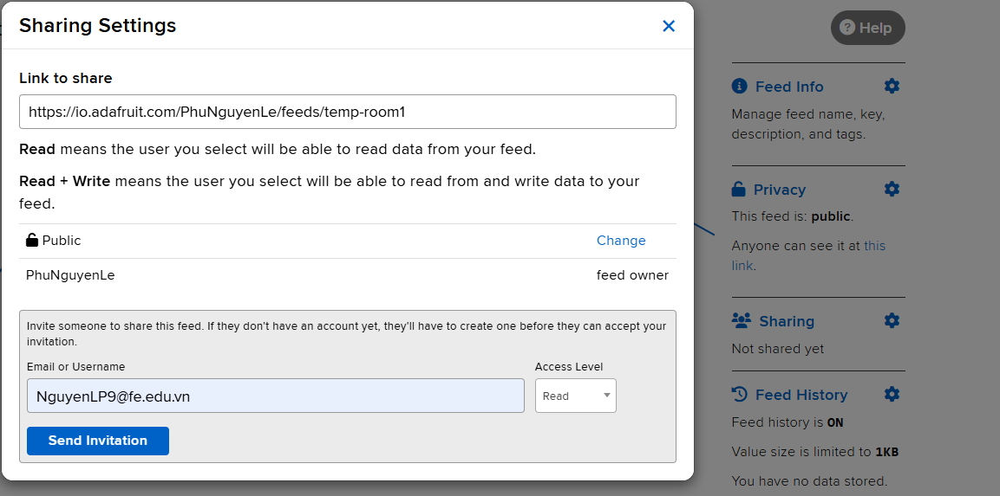 Sharing Settings
Link to share
https://io.adafruit.com/PhuNguyenLe/feeds/temp-room1
Read means the user you select will be able to read data from your feed.
Read + Write means the user you select will be able to read from and write data to your
feed.
Public Change
PhuNguyenLe feed owner
Invite someone to share this feed. If they don't have an account yet, they'll have to create one before they can accept your
invitation.
Email or Username Access Level
NguyenLP9@fe.edu.vn Read
Send Invitation
Help
Feed Info
Manage feed name, key,
description, and tags.
Privacy
This feed is: public.
Anyone can see it at this
link.
Sharing
Not shared yet
Feed History
Feed history is ON
Value size is limited to 1KB
You have no data stored.